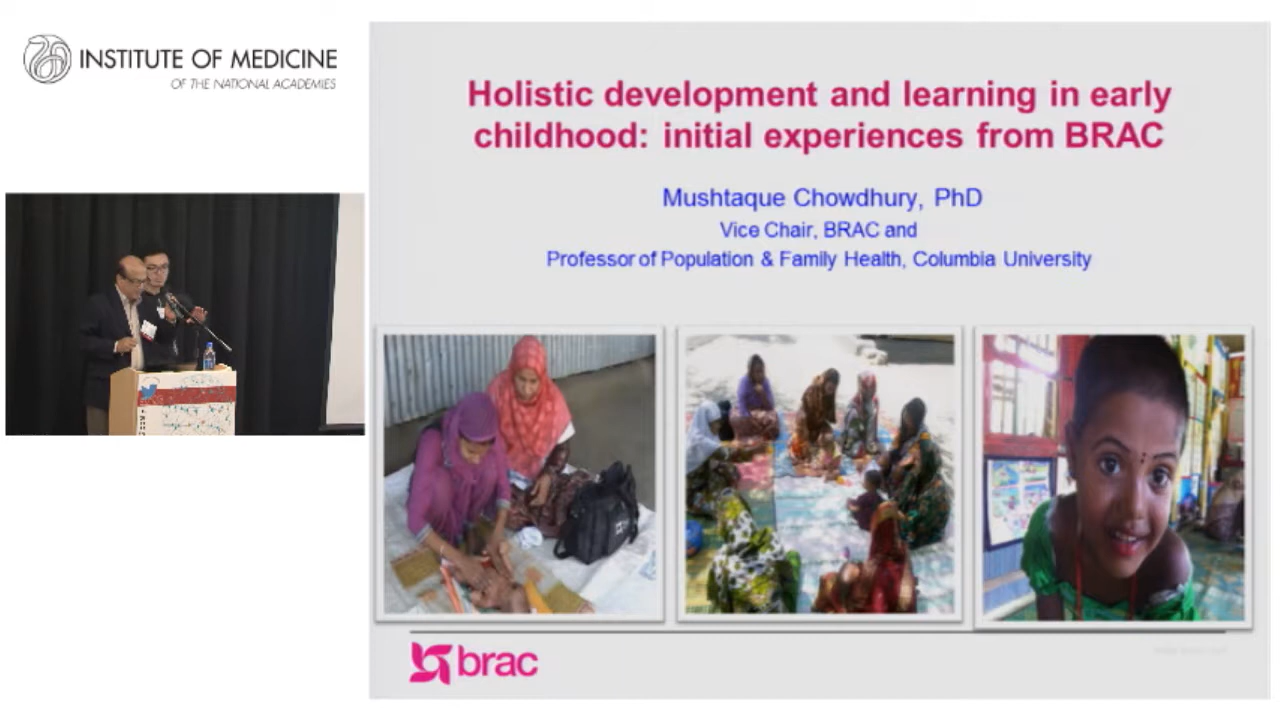 INSTITUTE OF MEDICINE
OF THE NATIONAL ACADEMIES
Holistic development and learning in early
childhood: initial experiences from BRAC
Mushtaque Chowdhury, PhD
Vice Chair, BRAC and
Professor of Population & Family Health, Columbia University
brac